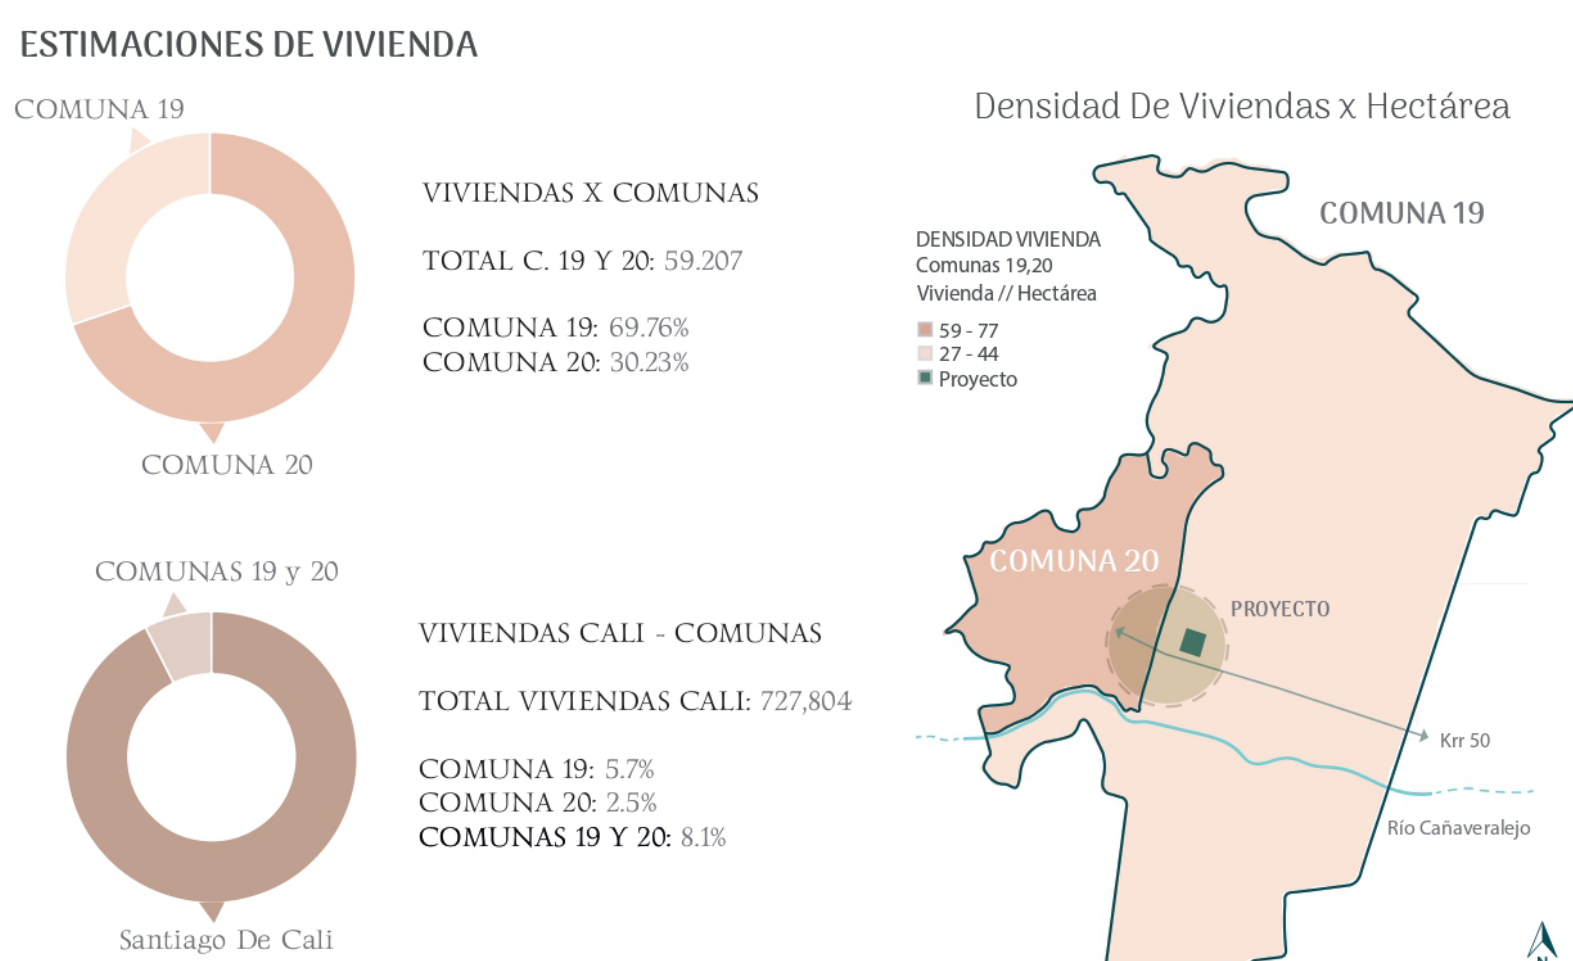 ESTIMACIONES DE VIVIENDA
COMUNA 19
COMUNA 20
VIVIENDAS X COMUNAS
TOTAL C. 19 Y 20: 59.207
COMUNA 19: 69.76%
COMUNA 20: 30.23%
COMUNAS 19 y 20
Santiago De Cali
VIVIENDAS CALI - COMUNAS
TOTAL VIVIENDAS CALI: 727,804
COMUNA 19: 5.7%
COMUNA 20: 2.5%
COMUNAS 19 Y 20: 8.1%
Densidad De Viviendas x Hectárea
DENSIDAD VIVIENDA
Comunas 19,20
Vivienda // Hectárea
59 - 77
27 - 44
Proyecto
COMUNA 19
COMUNA 20
PROYECTO
Krr 50
Río Cañaveralejo
N